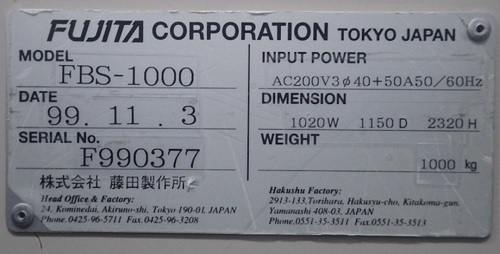 FUJITA CORPORATION TOKYO JAPAN
MODEL
FBS-1000
DATE
99. 11. 3
SERIAL No.
F990377
株式会社 藤田製作所
Head Office & Factory:
24, Kominedai, Akiruno-shi, Tokyo 190-01, JAPAN
Phone.0425-96-5711 Fax.0425-96-3208
INPUT POWER
AC200V3φ40+50A50/60Hz
DIMENSION
1020W 1150D 2320H
WEIGHT
1000 kg
Hakushu Factory:
2913-133,Torihara, Hakusyu-cho, Kitakoma-gun,
Yamanashi 408-03, JAPAN
Phone.0551-35-3511 Fax.0551-35-3513